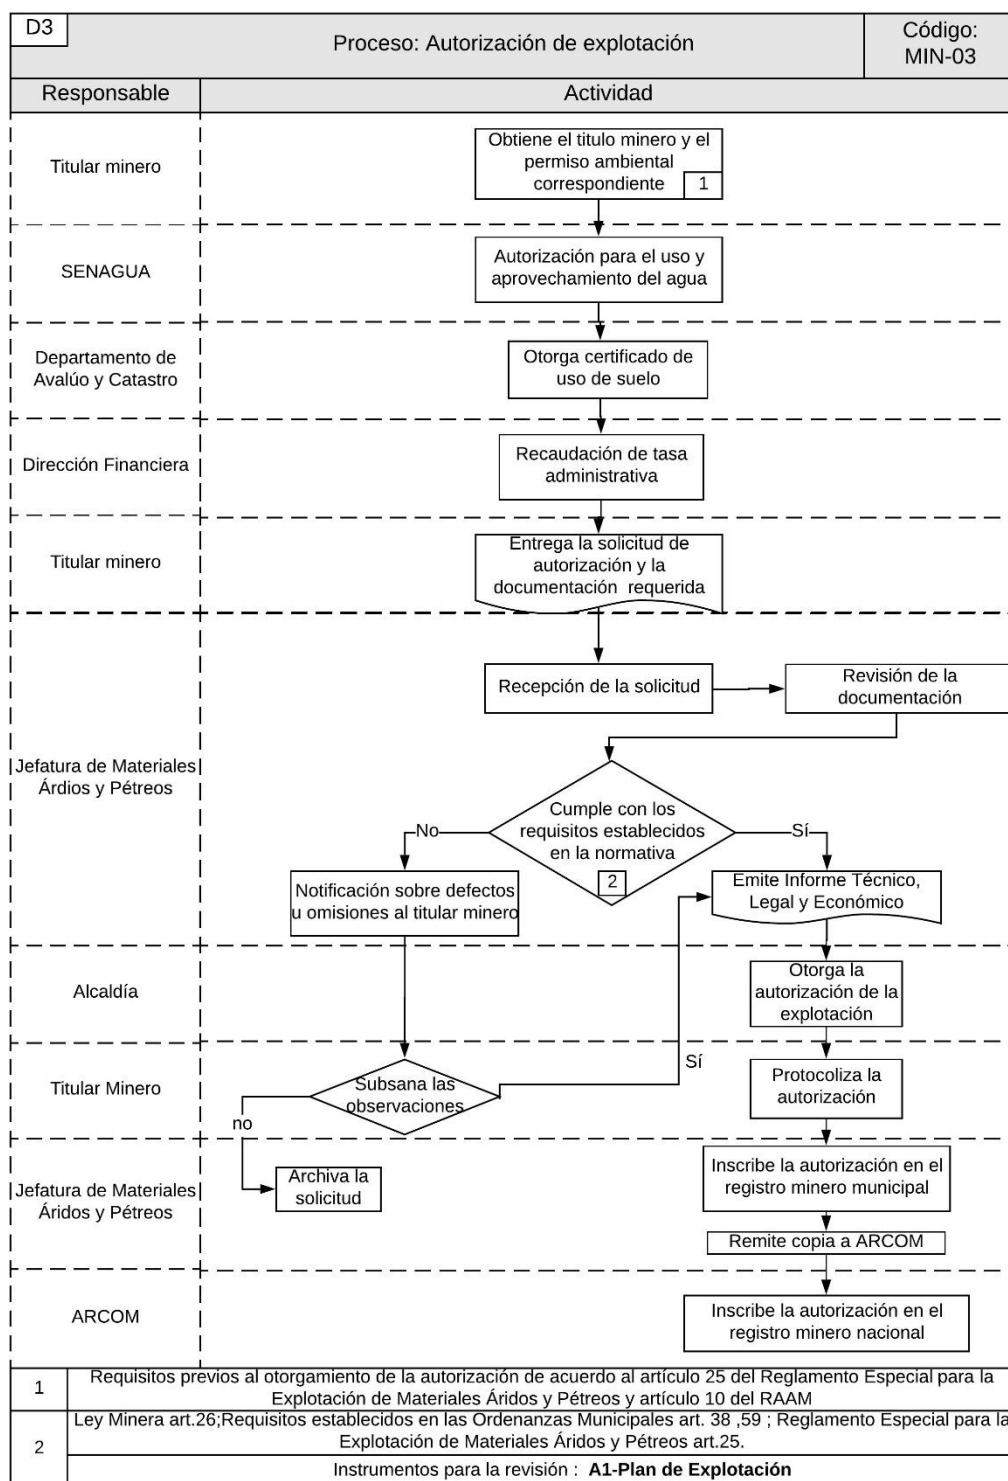 D3
Proceso: Autorización de explotación
Código:
MIN-03
Responsable
Actividad
Titular minero
Obtiene el titulo minero y el
permiso ambiental
correspondiente
1
SENAGUA
Autorización para el uso y
aprovechamiento del agua
Departamento de
Avalúo y Catastro
Otorga certificado de
uso de suelo
Dirección Financiera
Recaudación de tasa
administrativa
Titular minero
Entrega la solicitud de
autorización y la
documentación requerida
Jefatura de Materiales
Árdios y Pétreos
Recepción de la solicitud
Revisión de la
documentación
Cumple con los
requisitos establecidos
en la normativa
2
No
Sí
Notificación sobre defectos
u omisiones al titular minero
Emite Informe Técnico,
Legal y Económico
Alcaldía
Otorga la
autorización de la
explotación
Titular Minero
Subsana las
observaciones
Sí
no
Protocoliza la
autorización
Jefatura de Materiales
Áridos y Pétreos
Archiva la
solicitud
Inscribe la autorización en el
registro minero municipal
Remite copia a ARCOM
ARCOM
Inscribe la autorización en el
registro minero nacional
1
Requisitos previos al otorgamiento de la autorización de acuerdo al artículo 25 del Reglamento Especial para la
Explotación de Materiales Áridos y Pétreos y artículo 10 del RAAM
2
Ley Minera art.26;Requisitos establecidos en las Ordenanzas Municipales art. 38 ,59 ; Reglamento Especial para la
Explotación de Materiales Áridos y Pétreos art.25.
Instrumentos para la revisión : A1-Plan de Explotación